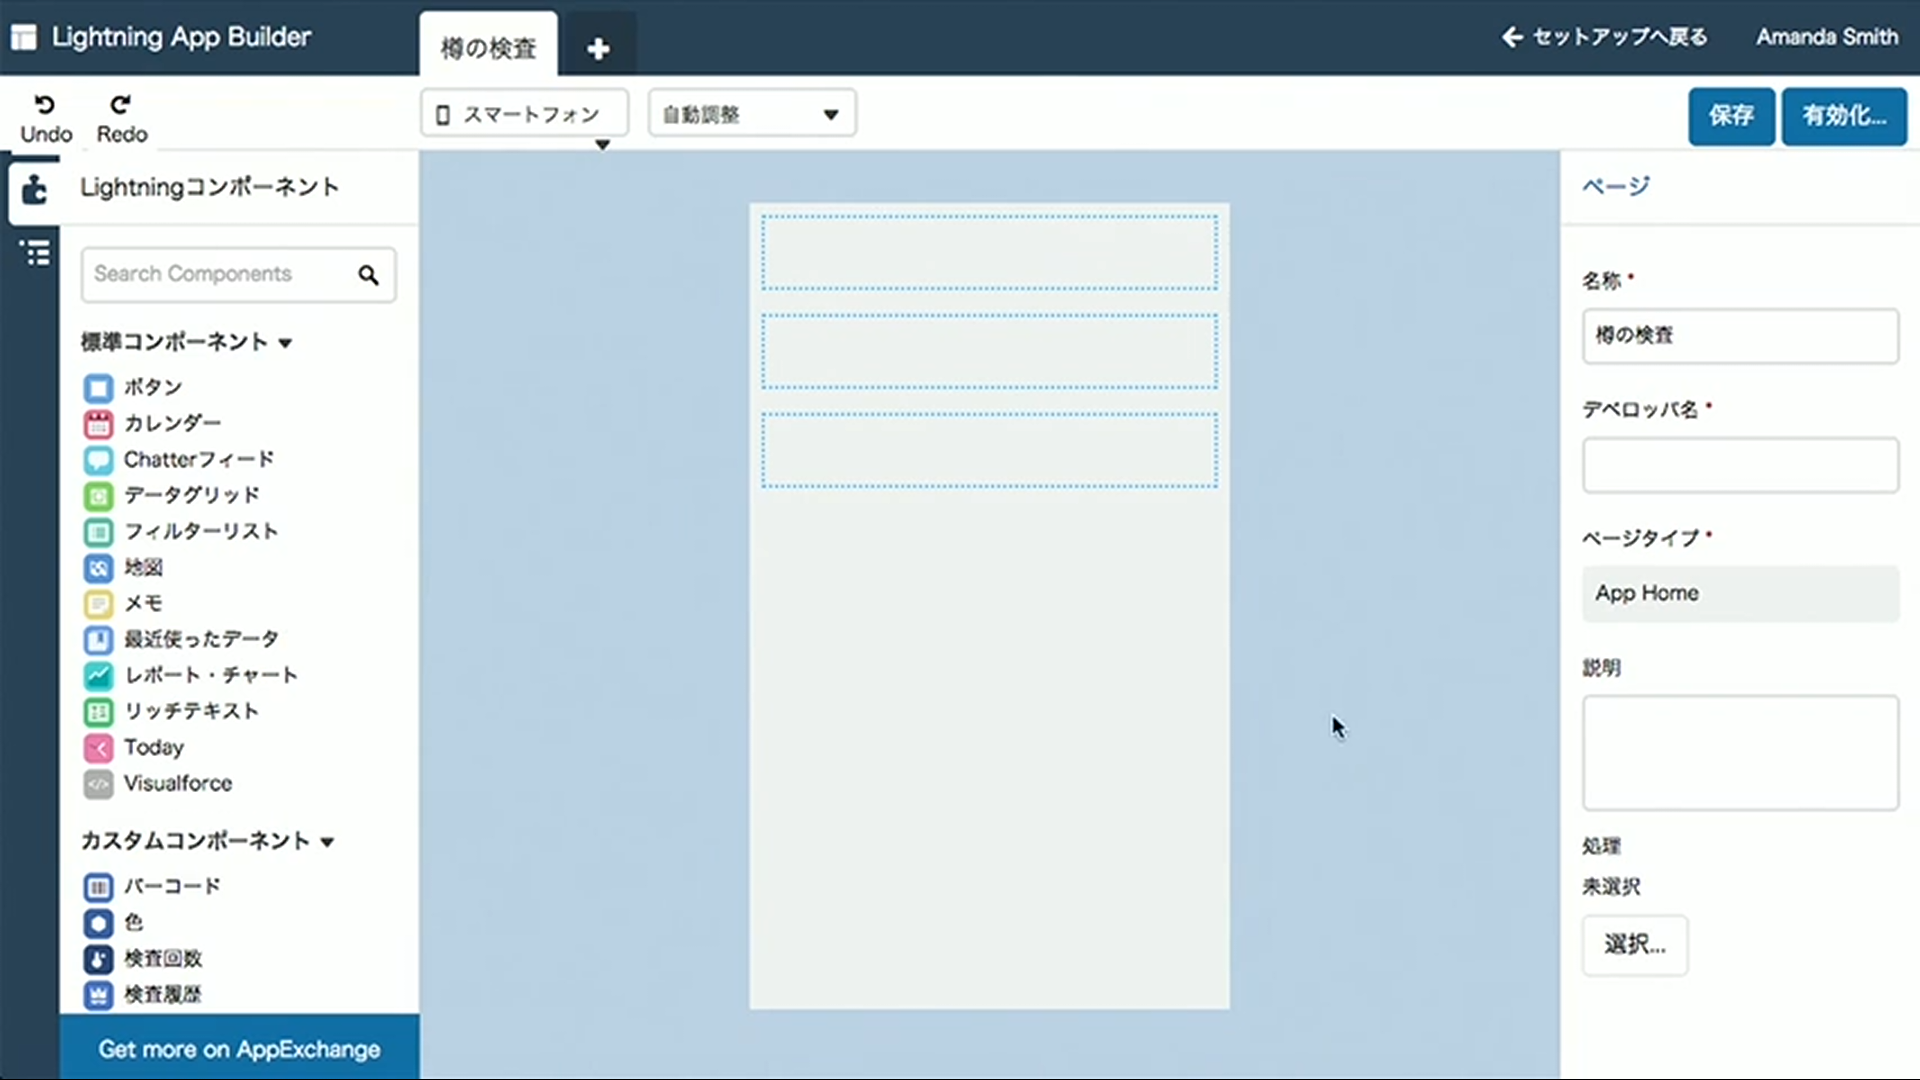 Lightning App Builder
樽の検査
セットアップへ戻る
Amanda Smith
Undo
Redo
スマートフォン
自動調整
保存
有効化...
Lightningコンポーネント
Search Components
標準コンポーネント
ボタン
カレンダー
Chatterフィード
データグリッド
フィルターリスト
地図
メモ
最近使ったデータ
レポート・チャート
リッチテキスト
Today
Visualforce
カスタムコンポーネント
バーコード
色
検査回数
検査履歴
Get more on AppExchange
ページ
名称 *
樽の検査
デベロッパ名 *
ページタイプ *
App Home
説明
処理
未選択
選択...